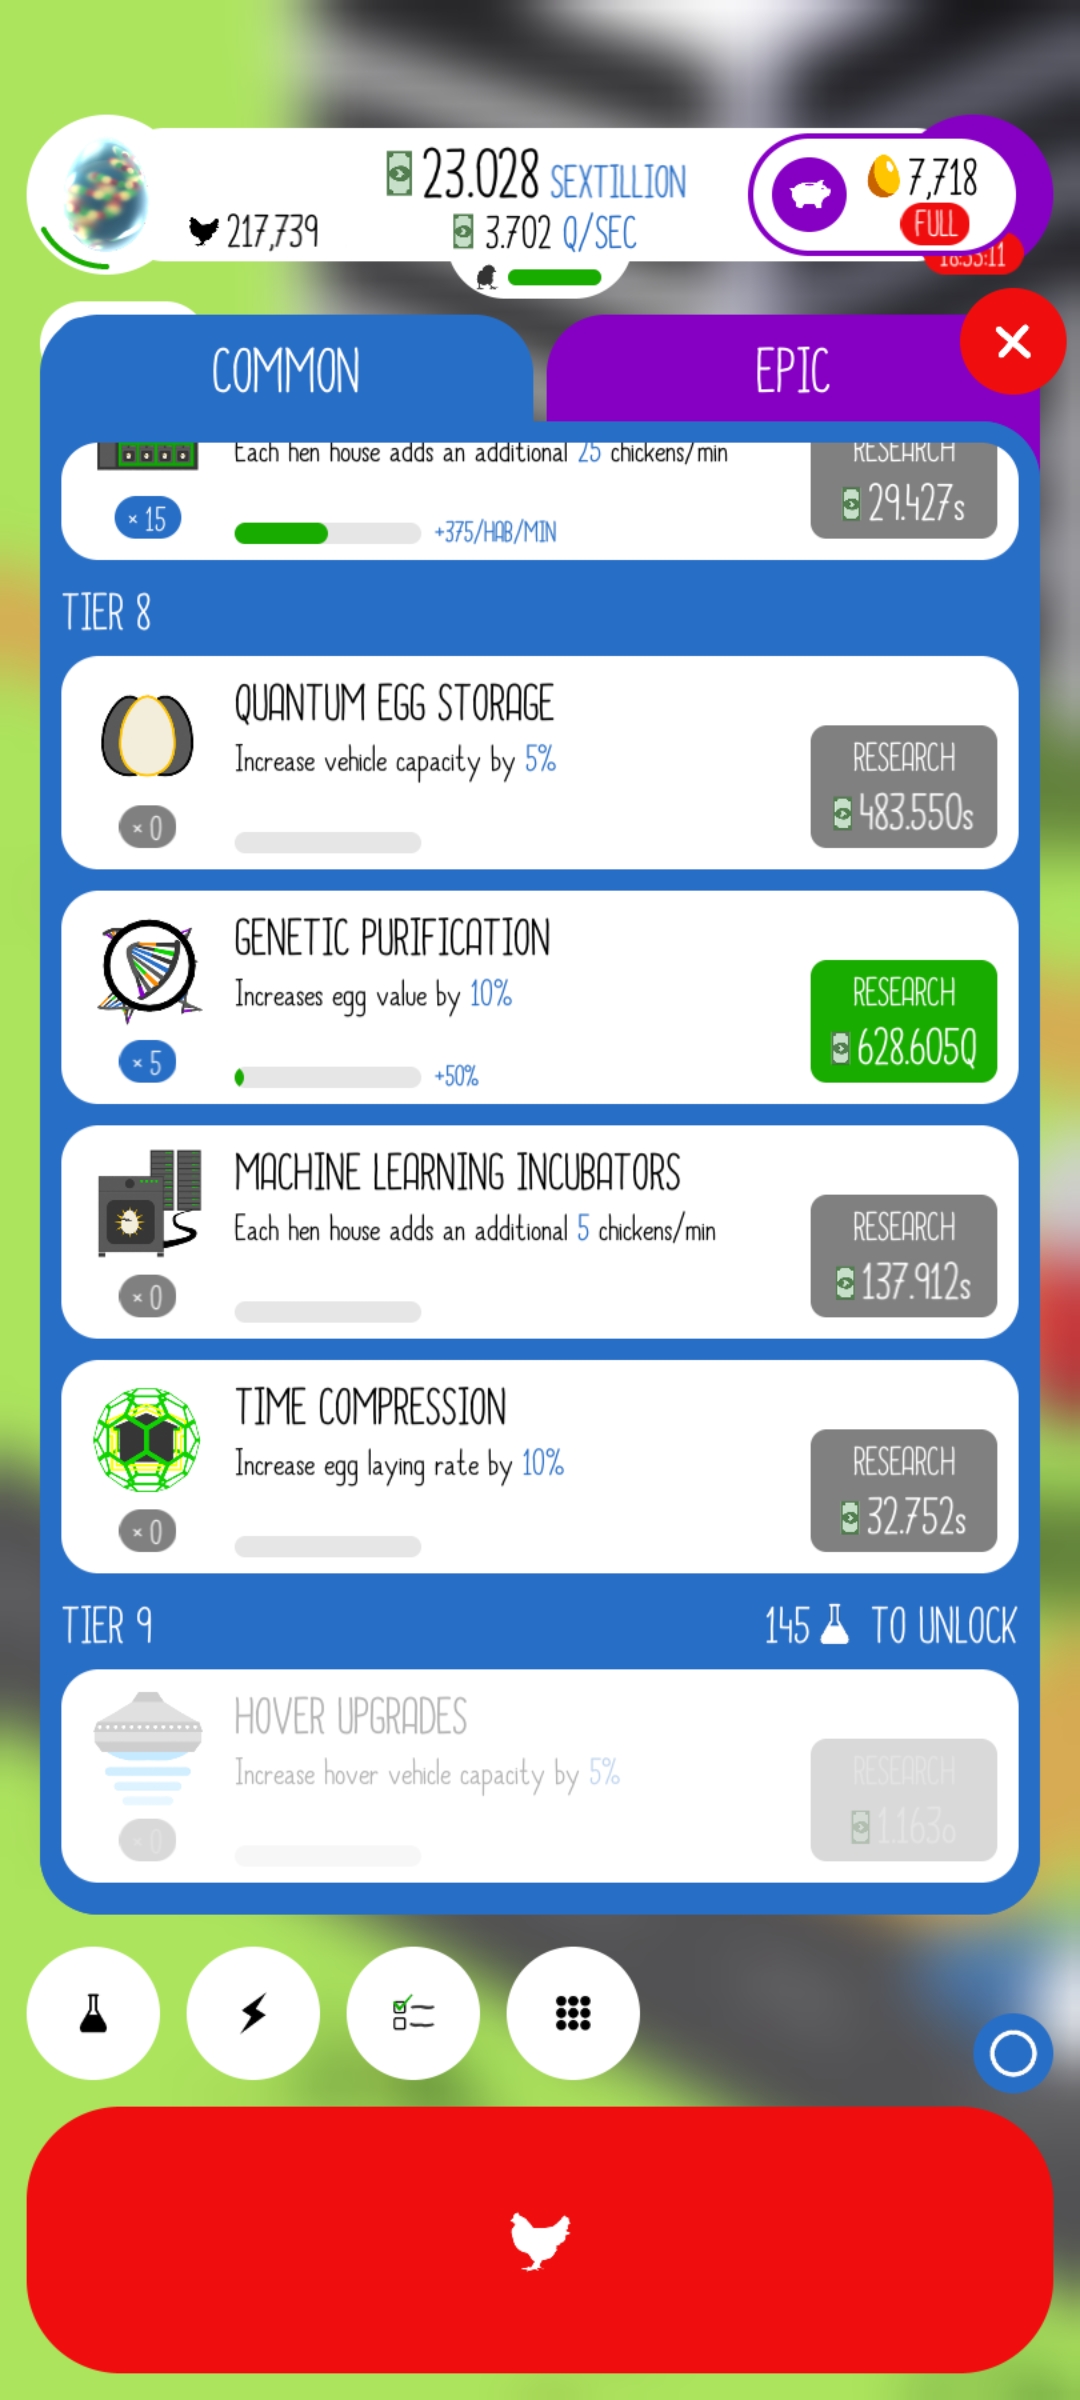 23.028 SEXTILLION
217,739
3.702 Q/SEC
7,718
FULL
COMMON
EPIC
Each hen house adds an additional 25 chickens/min
RESEARCH
29.427s
× 15
+375/HAB/MIN
TIER 8
QUANTUM EGG STORAGE
Increase vehicle capacity by 5%
RESEARCH
483.550s
× 0
GENETIC PURIFICATION
Increases egg value by 10%
RESEARCH
628.605Q
× 5
+50%
MACHINE LEARNING INCUBATORS
Each hen house adds an additional 5 chickens/min
RESEARCH
137.912s
× 0
TIME COMPRESSION
Increase egg laying rate by 10%
RESEARCH
32.752s
× 0
TIER 9
145 TO UNLOCK
HOVER UPGRADES
Increase hover vehicle capacity by 5%
RESEARCH
1.163o
× 0